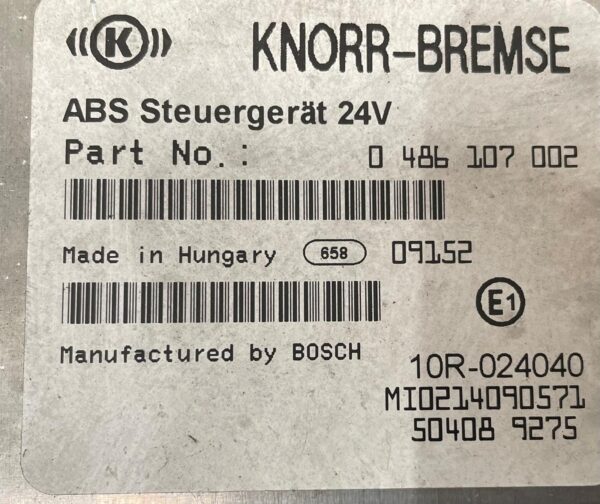 ((K)) KNORR-BREMSE
ABS Steuergerät 24V
Part No.: 0 486 107 002
Made in Hungary 658 09152
E1
Manufactured by BOSCH
10R-024040
MI0214090571
50408 9275